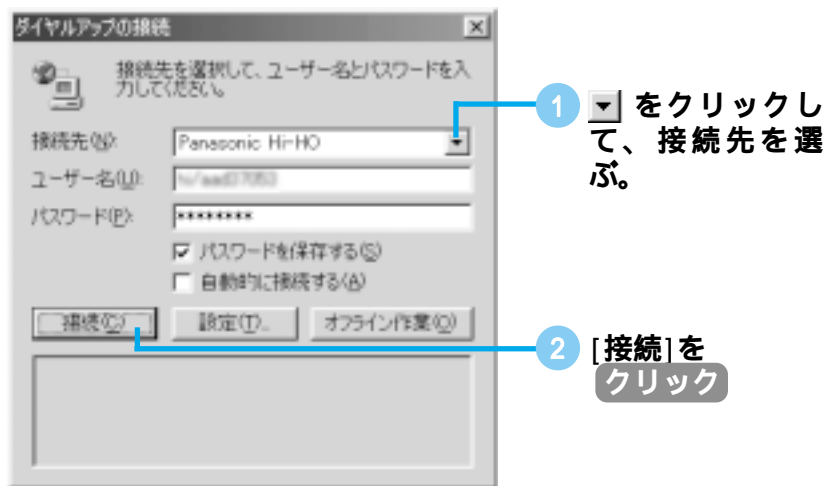 ダイヤルアップの接続
接続先を選択して、ユーザー名とパスワードを入
力してください。
接続先(N):
Panasonic Hi-HO
ユーザー名(U):
パスワード(P):
********
パスワードを保存する(S)
自動的に接続する(A)
接続(C)
設定(T)...
オフライン作業(O)
1
をクリックし
て、接続先を選
ぶ。
2
[接続]を
クリック